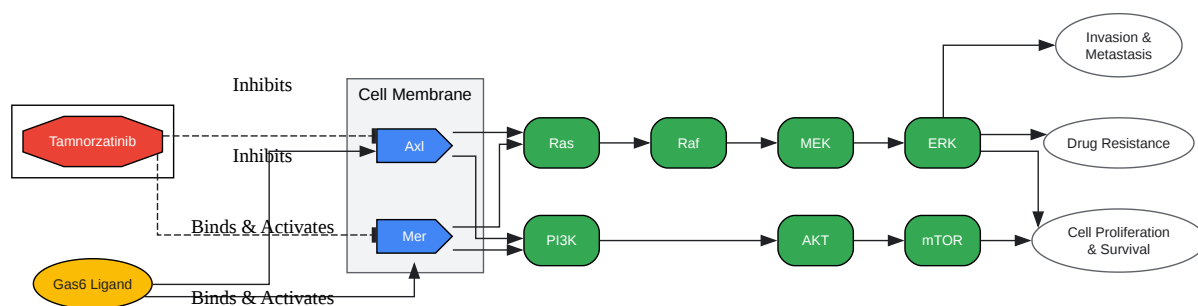 Invasion &
Metastasis
Inhibits
Cell Membrane
Tamnorzatinib
Axl
Ras
Raf
MEK
ERK
Drug Resistance
Inhibits
Binds & Activates
Mer
PI3K
AKT
mTOR
Cell Proliferation
& Survival
Gas6 Ligand
Binds & Activates